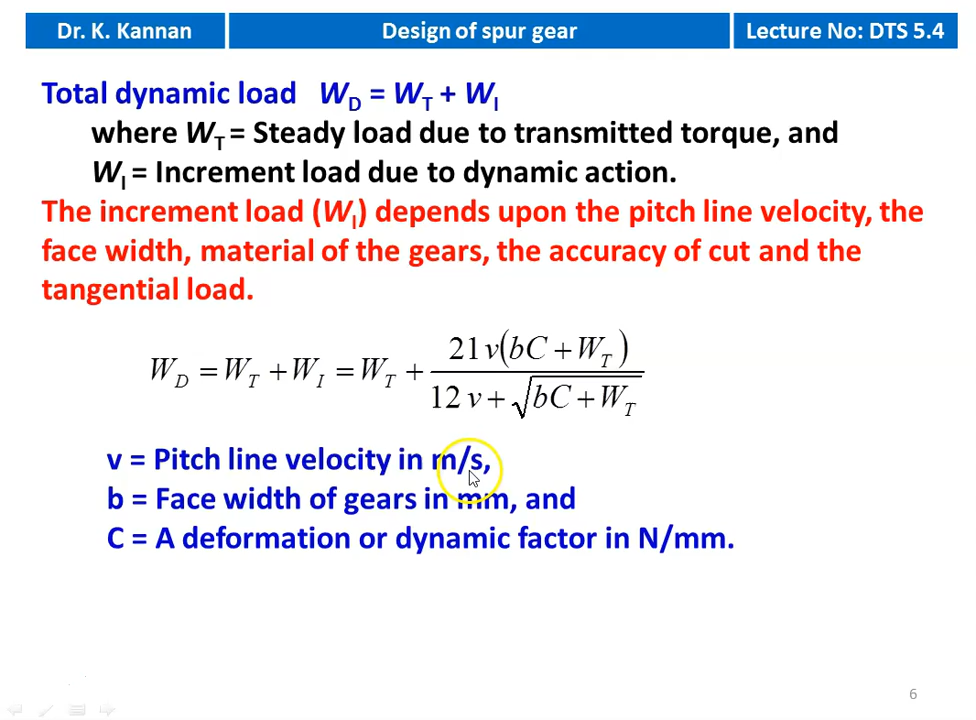 Dr. K. Kannan
Design of spur gear
Lecture No: DTS 5.4
Total dynamic load W_D = W_T + W_I
where W_T = Steady load due to transmitted torque, and
W_I = Increment load due to dynamic action.
The increment load (W_I) depends upon the pitch line velocity, the
face width, material of the gears, the accuracy of cut and the
tangential load.
W_D = W_T + W_I = W_T + \frac{21 v(bC + W_T)}{12 v + \sqrt{bC + W_T}}
v = Pitch line velocity in m/s,
b = Face width of gears in mm, and
C = A deformation or dynamic factor in N/mm.
6